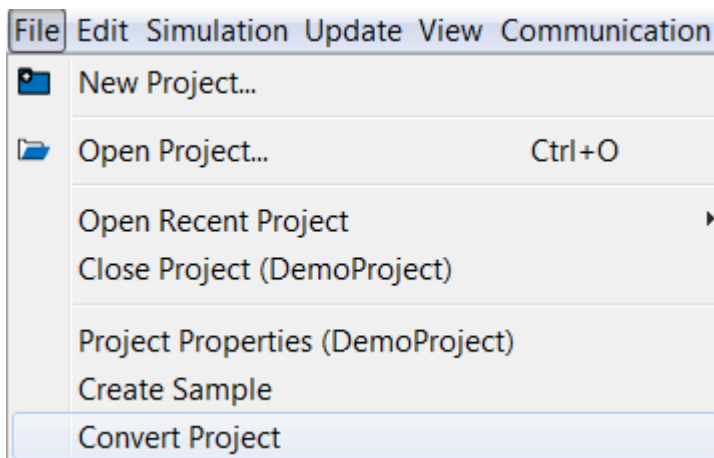 File Edit Simulation Update View Communication
New Project...
Open Project... Ctrl+O
Open Recent Project
Close Project (DemoProject)
Project Properties (DemoProject)
Create Sample
Convert Project